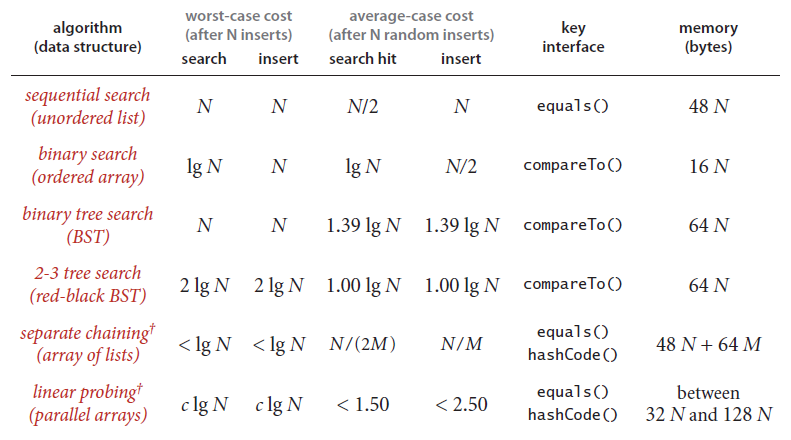 algorithm
(data structure)
worst-case cost
(after N inserts)
average-case cost
(after N random inserts)
key
interface
memory
(bytes)
search insert search hit insert
sequential search
(unordered list)
N N N/2 N equals() 48 N
binary search
(ordered array)
lg N N lg N N/2 compareTo() 16 N
binary tree search
(BST)
N N 1.39 lg N 1.39 lg N compareTo() 64 N
2-3 tree search
(red-black BST)
2 lg N 2 lg N 1.00 lg N 1.00 lg N compareTo() 64 N
separate chaining†
(array of lists)
< lg N < lg N N/(2M) N/M
equals()
hashCode()
48 N + 64 M
linear probing†
(parallel arrays)
c lg N c lg N < 1.50 < 2.50
equals()
hashCode()
between
32 N and 128 N